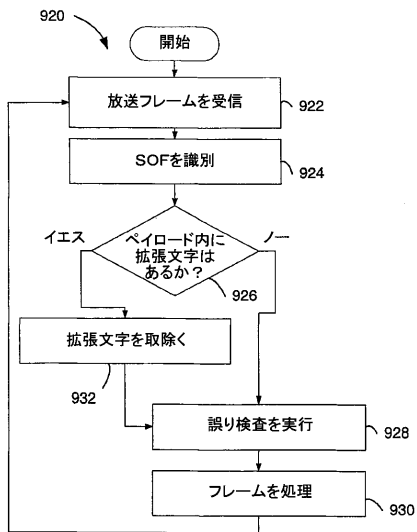 920
開始
放送フレームを受信
922
SOFを識別
924
イエス
ペイロード内に
拡張文字は
あるか?
ノー
926
拡張文字を取除く
932
誤り検査を実行
928
フレームを処理
930